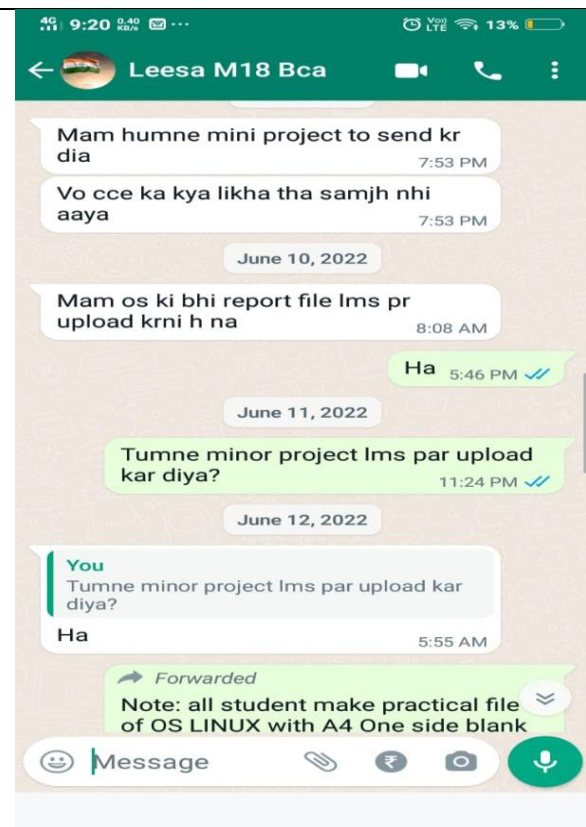 4G 9:20 0.40 KB/s ...
Vo)) LTE 13%
Leesa M18 Bca
Mam humne mini project to send kr
dia
7:53 PM
Vo cce ka kya likha tha samjh nhi
aaya
7:53 PM
June 10, 2022
Mam os ki bhi report file lms pr
upload krni h na
8:08 AM
Ha 5:46 PM
June 11, 2022
Tumne minor project lms par upload
kar diya?
11:24 PM
June 12, 2022
You
Tumne minor project lms par upload kar
diya?
Ha
5:55 AM
Forwarded
Note: all student make practical file
of OS LINUX with A4 One side blank
Message
₹